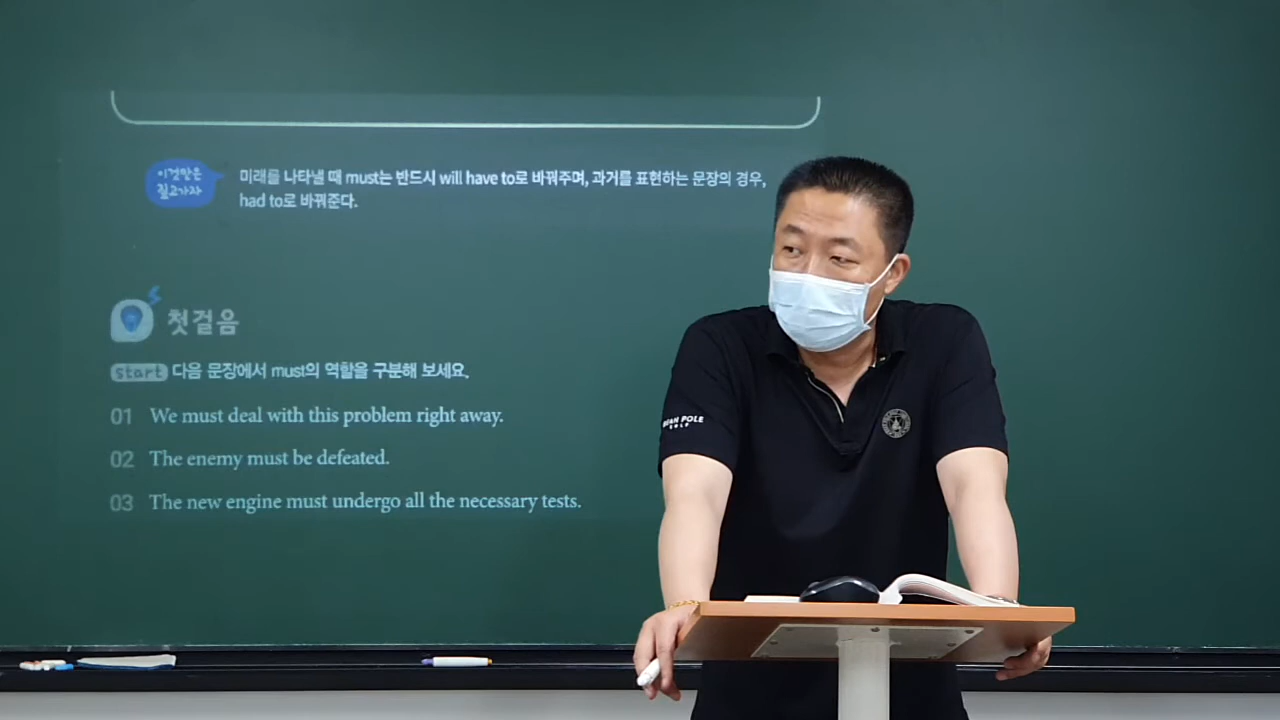 이것만은
짚고가자
미래를 나타낼 때 must는 반드시 will have to로 바꿔주며, 과거를 표현하는 문장의 경우,
had to로 바꿔준다.
첫걸음
start 다음 문장에서 must의 역할을 구분해 보세요.
01 We must deal with this problem right away.
02 The enemy must be defeated.
03 The new engine must undergo all the necessary tests.
POLE
GOLF